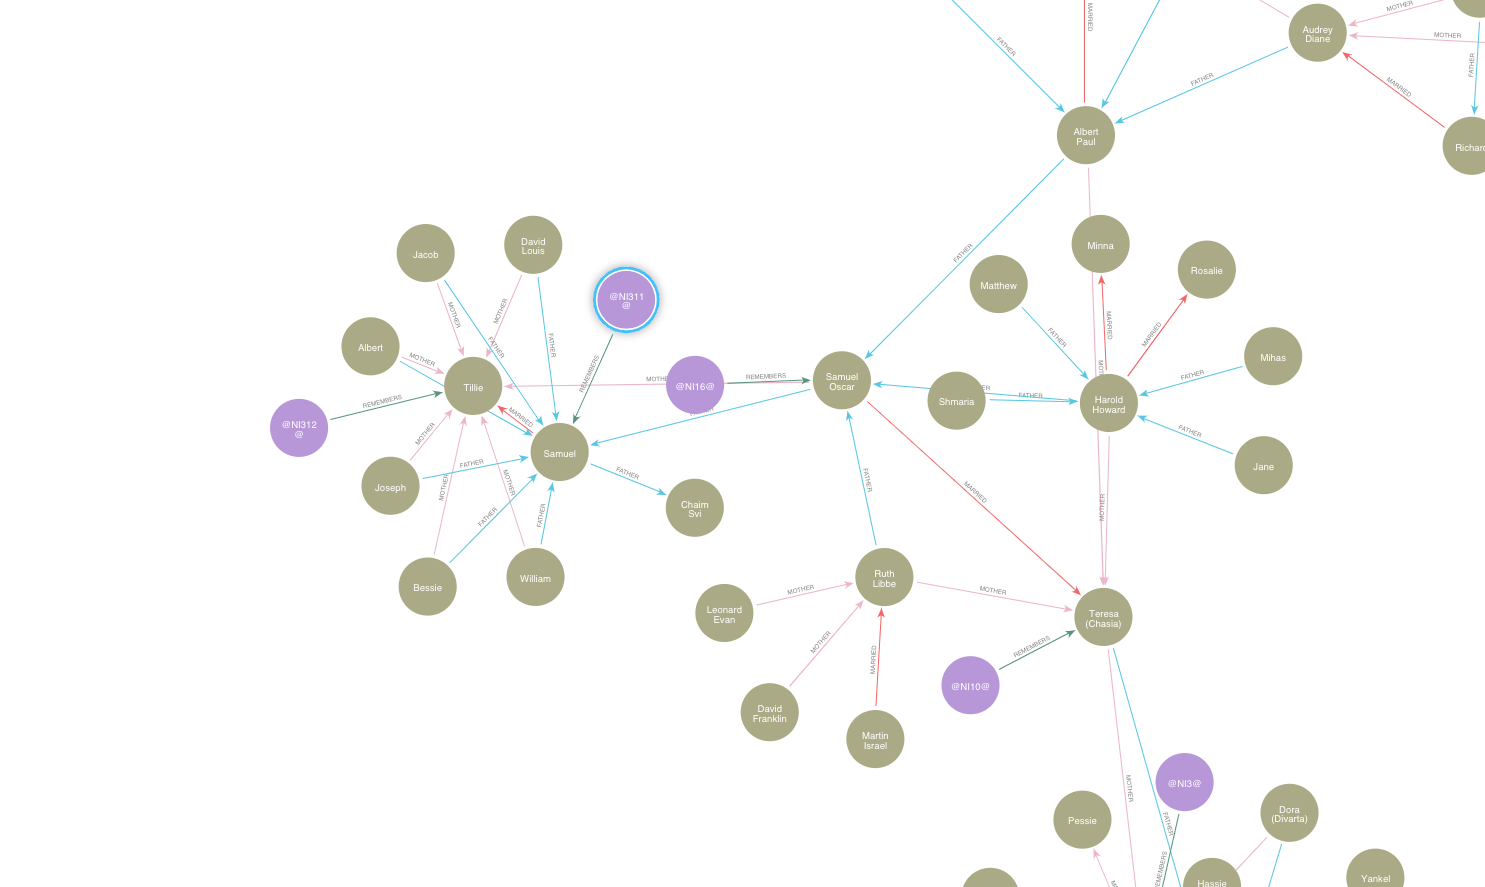 MARRIED
MOTHER
Audrey
Diane
FATHER
MOTHER
FATHER
FATHER
MARRIED
Albert
Paul
Richard
Jacob
David
Louis
Minna
FATHER
Rosalie
Matthew
@NI311
@
MOTHER
MOTHER
FATHER
FATHER
MARRIED
MARRIED
FATHER
Albert
MOTHER
Mihas
REMEMBERS
FATHER
Tillie
@NI16@
REMEMBERS
Samuel
Oscar
Shmaria
FATHER
Harold
Howard
REMEMBERS
MARRIED
@NI312
@
MOTHER
FATHER
Samuel
Jane
FATHER
FATHER
Joseph
MOTHER
MOTHER
FATHER
MARRIED
Chaim
Svi
MOTHER
FATHER
FATHER
William
Bessie
Ruth
Libbe
MOTHER
MOTHER
Leonard
Evan
Teresa
(Chasia)
MOTHER
REMEMBERS
MARRIED
@NI10@
David
Franklin
Martin
Israel
MOTHER
@NI3@
Pessie
FATHER
Dora
(Divarta)
Hassie
Yankel